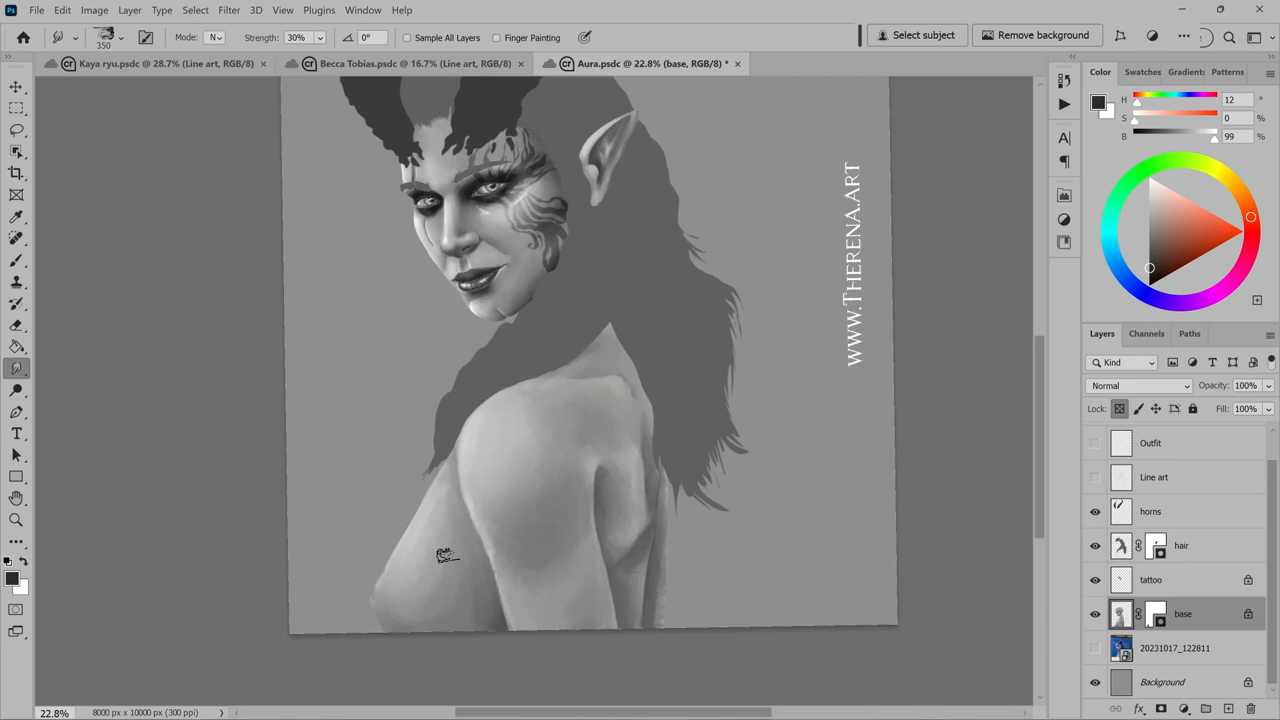 Ps File Edit Image Layer Type Select Filter 3D View Plugins Window Help
350 Mode: N Strength: 30% 0° Sample All Layers Finger Painting Select subject Remove background
Kaya ryu.psdc @ 28.7% (Line art, RGB/8) × Becca Tobias.psdc @ 16.7% (Line art, RGB/8) × Aura.psdc @ 22.8% (base, RGB/8) * ×
Color Swatches Gradient Patterns
H 12 °
S 0 %
B 99 %
www.Therena.Art
Layers Channels Paths
Kind
Normal Opacity: 100%
Lock: Fill: 100%
Outfit
Line art
horns
hair
tattoo
base
20231017_122811
Background
22.8% 8000 px x 10000 px (300 ppi)